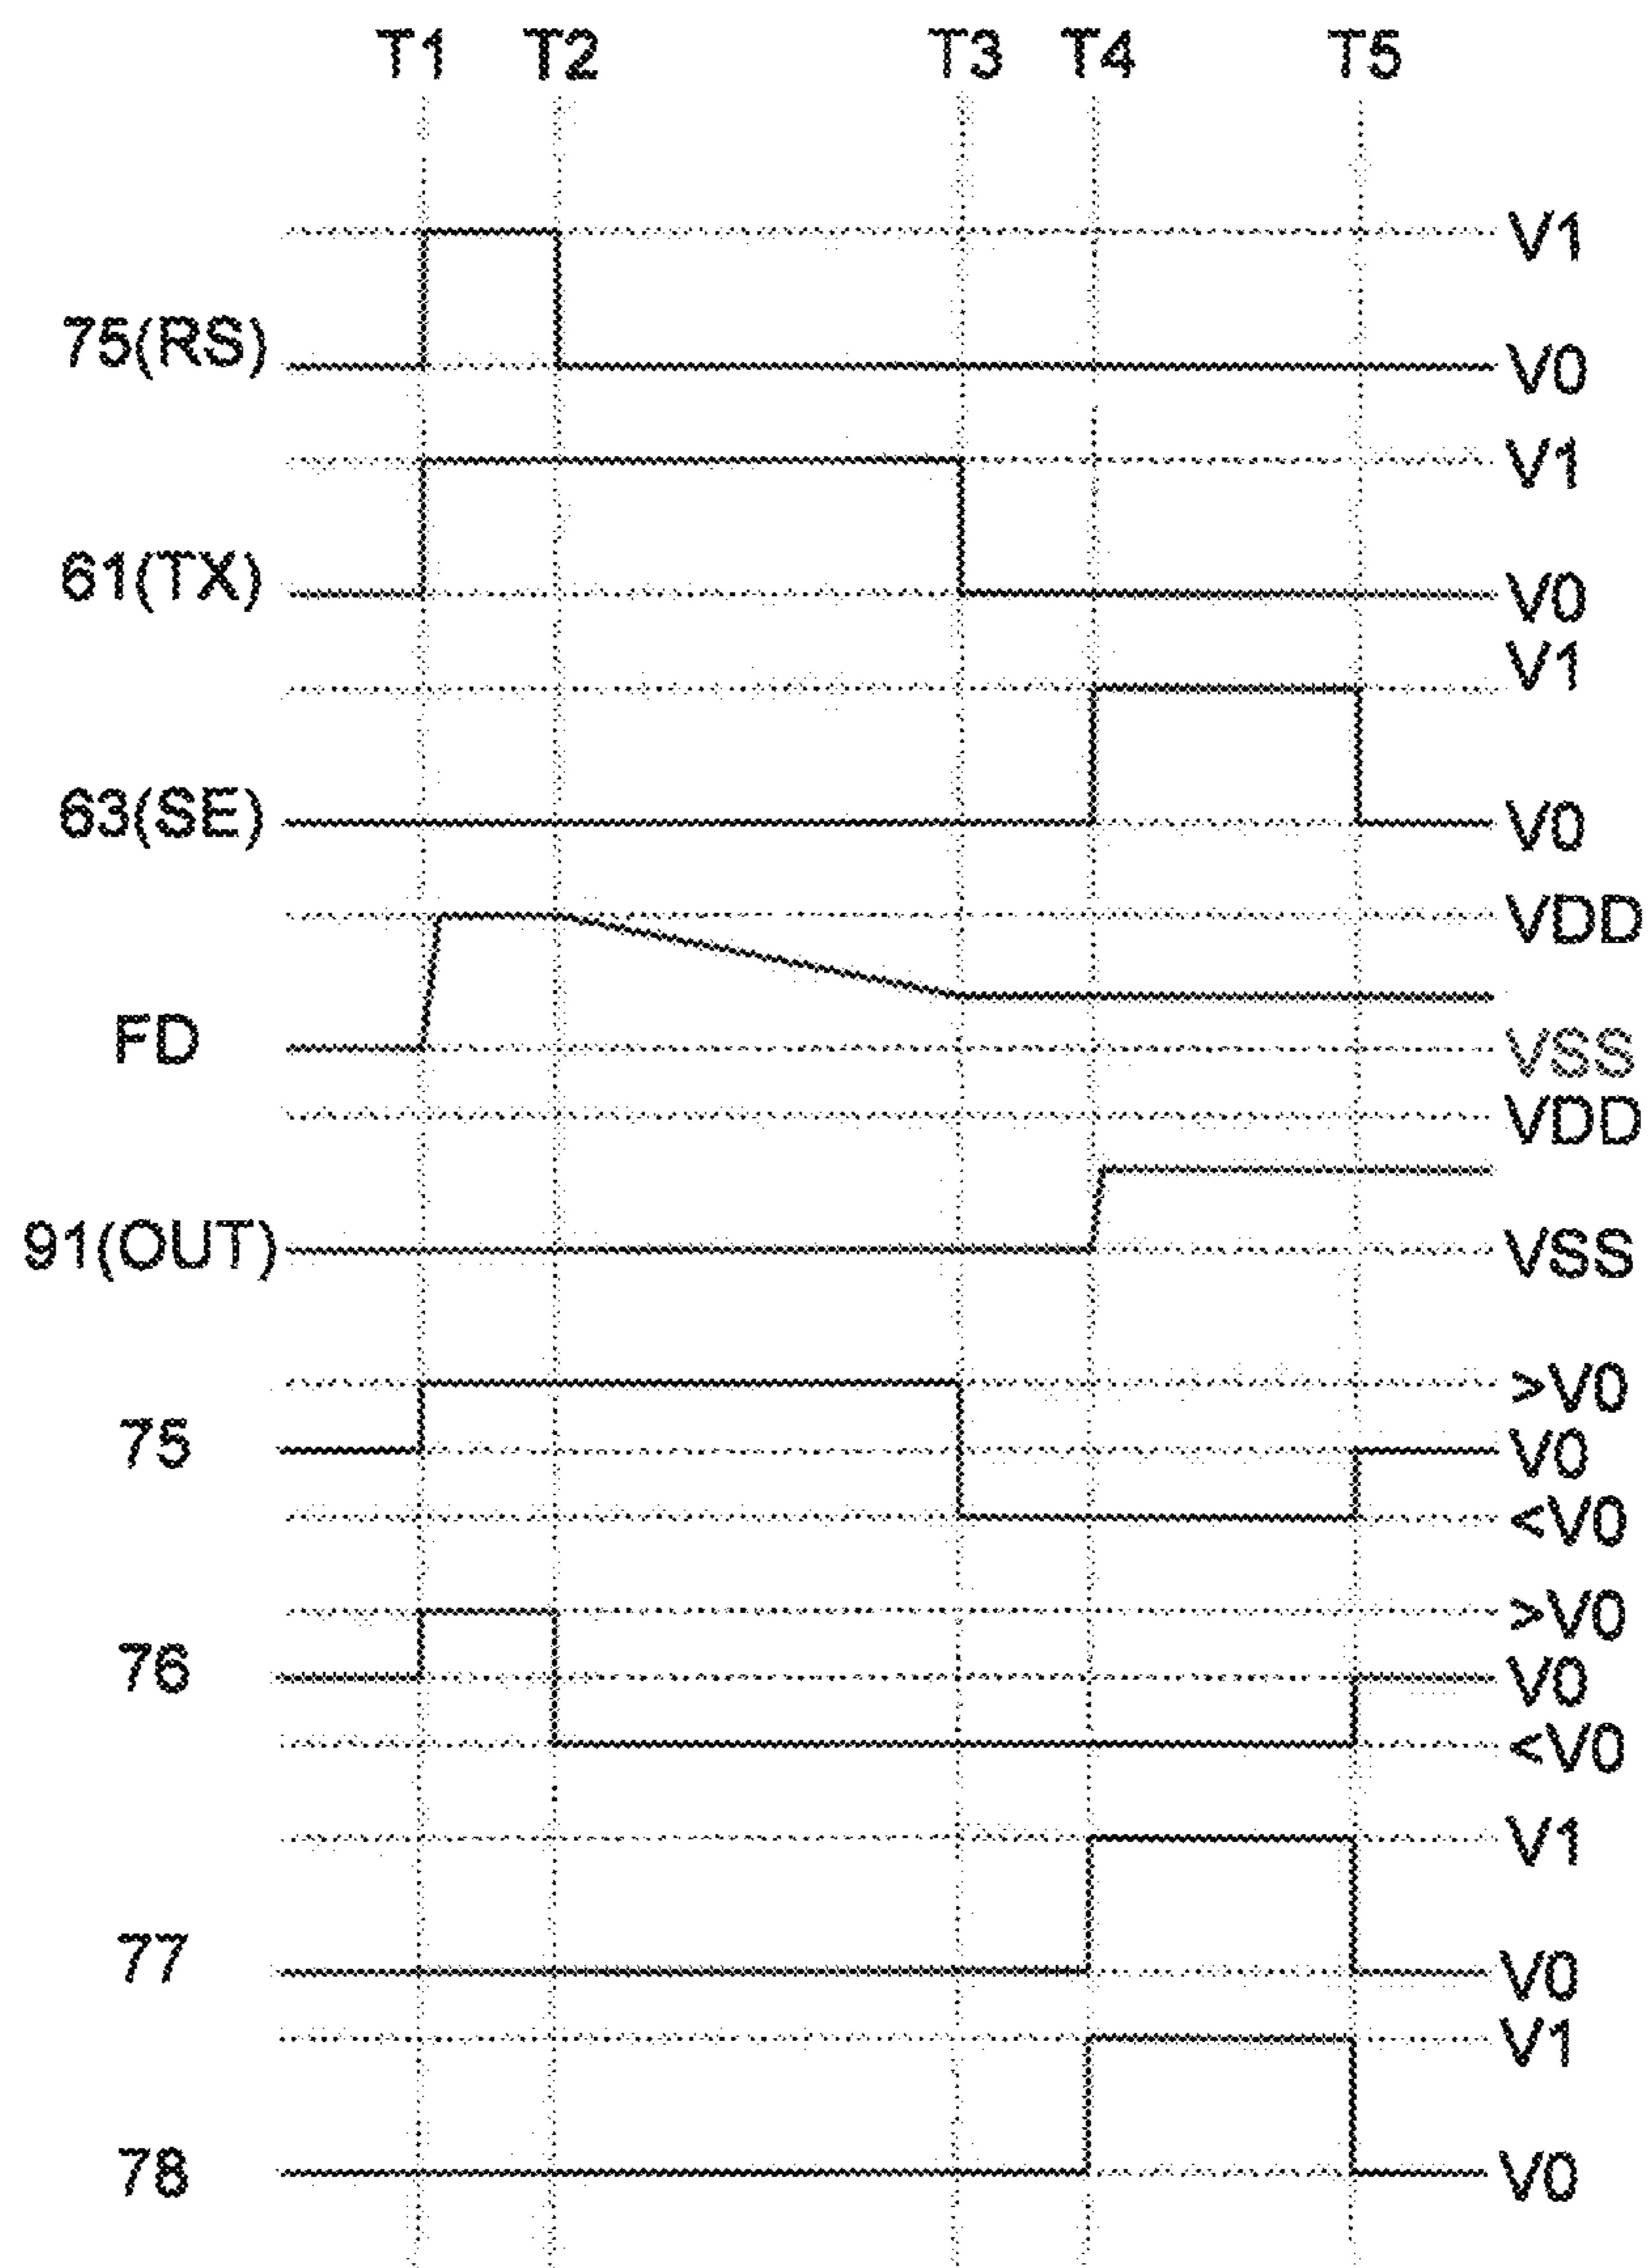 T1 T2 T3 T4 T5
V1
75(RS) V0
V1
61(TX) V0
V1
63(SE) V0
VDD
FD VSS
VDD
91(OUT) VSS
>V0
75 V0
<V0
>V0
76 V0
<V0
V1
77 V0
V1
78 V0